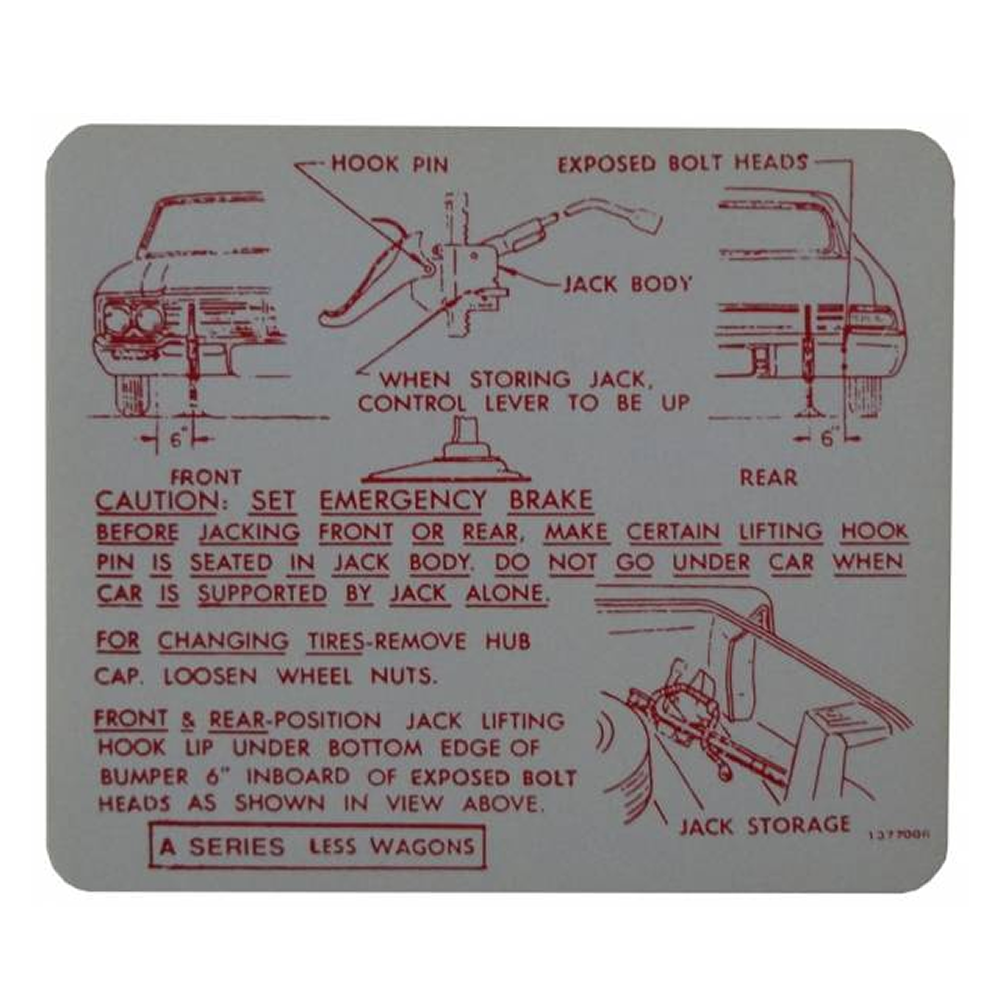 HOOK PIN
EXPOSED BOLT HEADS
JACK BODY
WHEN STORING JACK,
CONTROL LEVER TO BE UP
6"
6"
FRONT
REAR
CAUTION: SET EMERGENCY BRAKE
BEFORE JACKING FRONT OR REAR, MAKE CERTAIN LIFTING HOOK
PIN IS SEATED IN JACK BODY. DO NOT GO UNDER CAR WHEN
CAR IS SUPPORTED BY JACK ALONE.
FOR CHANGING TIRES-REMOVE HUB
CAP. LOOSEN WHEEL NUTS.
FRONT & REAR-POSITION JACK LIFTING
HOOK LIP UNDER BOTTOM EDGE OF
BUMPER 6" INBOARD OF EXPOSED BOLT
HEADS AS SHOWN IN VIEW ABOVE.
JACK STORAGE
A SERIES LESS WAGONS